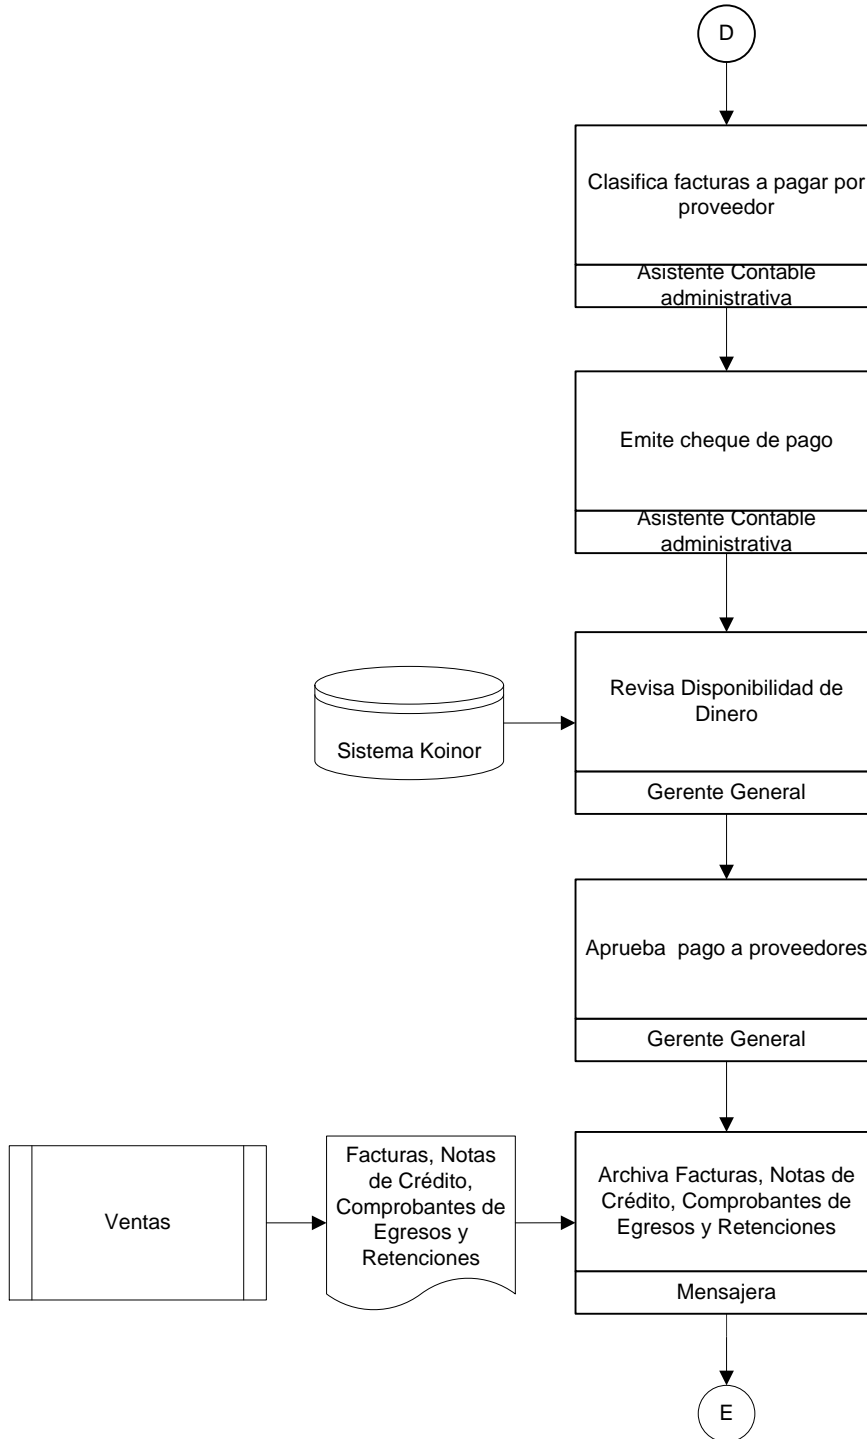 D
Clasifica facturas a pagar por
proveedor
Asistente Contable
administrativa
Emite cheque de pago
Asistente Contable
administrativa
Revisa Disponibilidad de
Dinero
Sistema Koinor
Gerente General
Aprueba  pago a proveedores
Gerente General
Ventas
Facturas, Notas
de Crédito,
Comprobantes de
Egresos y
Retenciones
Archiva Facturas, Notas de
Crédito, Comprobantes de
Egresos y Retenciones
Mensajera
E